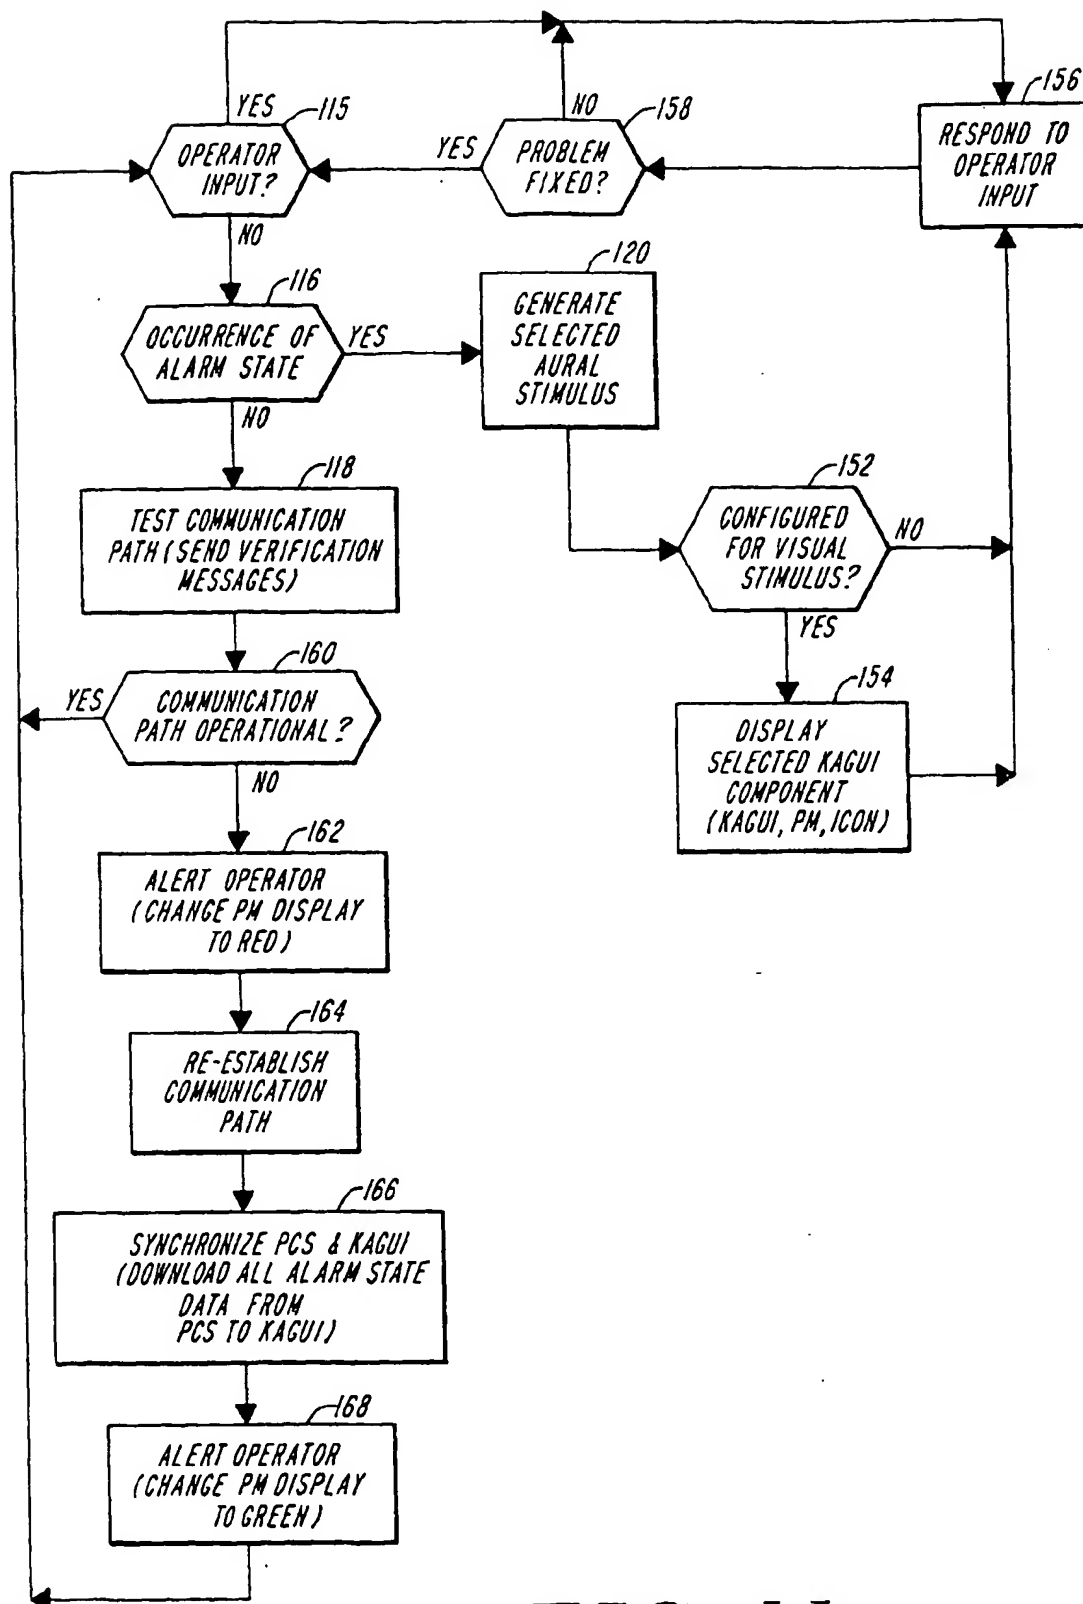 YES
115
OPERATOR
INPUT?
NO
YES
NO
158
PROBLEM
FIXED?
156
RESPOND TO
OPERATOR
INPUT
116
OCCURRENCE OF
ALARM STATE
YES
NO
120
GENERATE
SELECTED
AURAL
STIMULUS
118
TEST COMMUNICATION
PATH (SEND VERIFICATION
MESSAGES)
152
CONFIGURED
FOR VISUAL
STIMULUS?
NO
YES
160
YES
COMMUNICATION
PATH OPERATIONAL?
NO
154
DISPLAY
SELECTED KAGUI
COMPONENT
(KAGUI, PM, ICON)
162
ALERT OPERATOR
(CHANGE PM DISPLAY
TO RED)
164
RE-ESTABLISH
COMMUNICATION
PATH
166
SYNCHRONIZE PCS & KAGUI
(DOWNLOAD ALL ALARM STATE
DATA FROM
PCS TO KAGUI)
168
ALERT OPERATOR
(CHANGE PM DISPLAY
TO GREEN)